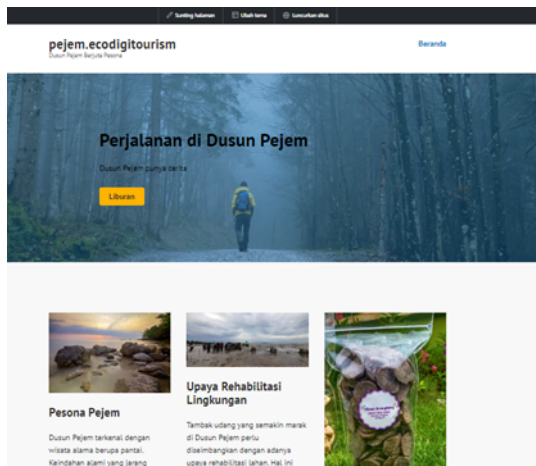 Sunting halaman Ubah tema Luncurkan situs
pejem.ecodigitourism
Dusun Pejam Berjuta Pesona
Beranda
Perjalanan di Dusun Pejem
Dusun Pejem punya cerita
Liburan
Pesona Pejem
Dusun Pejem terkenal dengan
wisata alama berupa pantai.
Keindahan alami yang jarang
Upaya Rehabilitasi
Lingkungan
Tambak udang yang semakin marak
di Dusun Pejem perlu
diseimbangkan dengan adanya
upaya rehabilitasi lahan. Hal ini